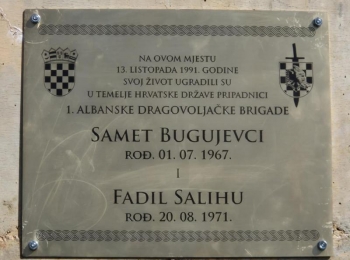 NA OVOM MJESTU
13. LISTOPADA 1991. GODINE
SVOJ ŽIVOT UGRADILI SU
U TEMELJE HRVATSKE DRŽAVE PRIPADNICI
1. ALBANSKE DRAGOVOLJAČKE BRIGADE
SAMET BUGUJEVCI
ROĐ. 01. 07. 1967.
I
FADIL SALIHU
ROĐ. 20. 08. 1971.